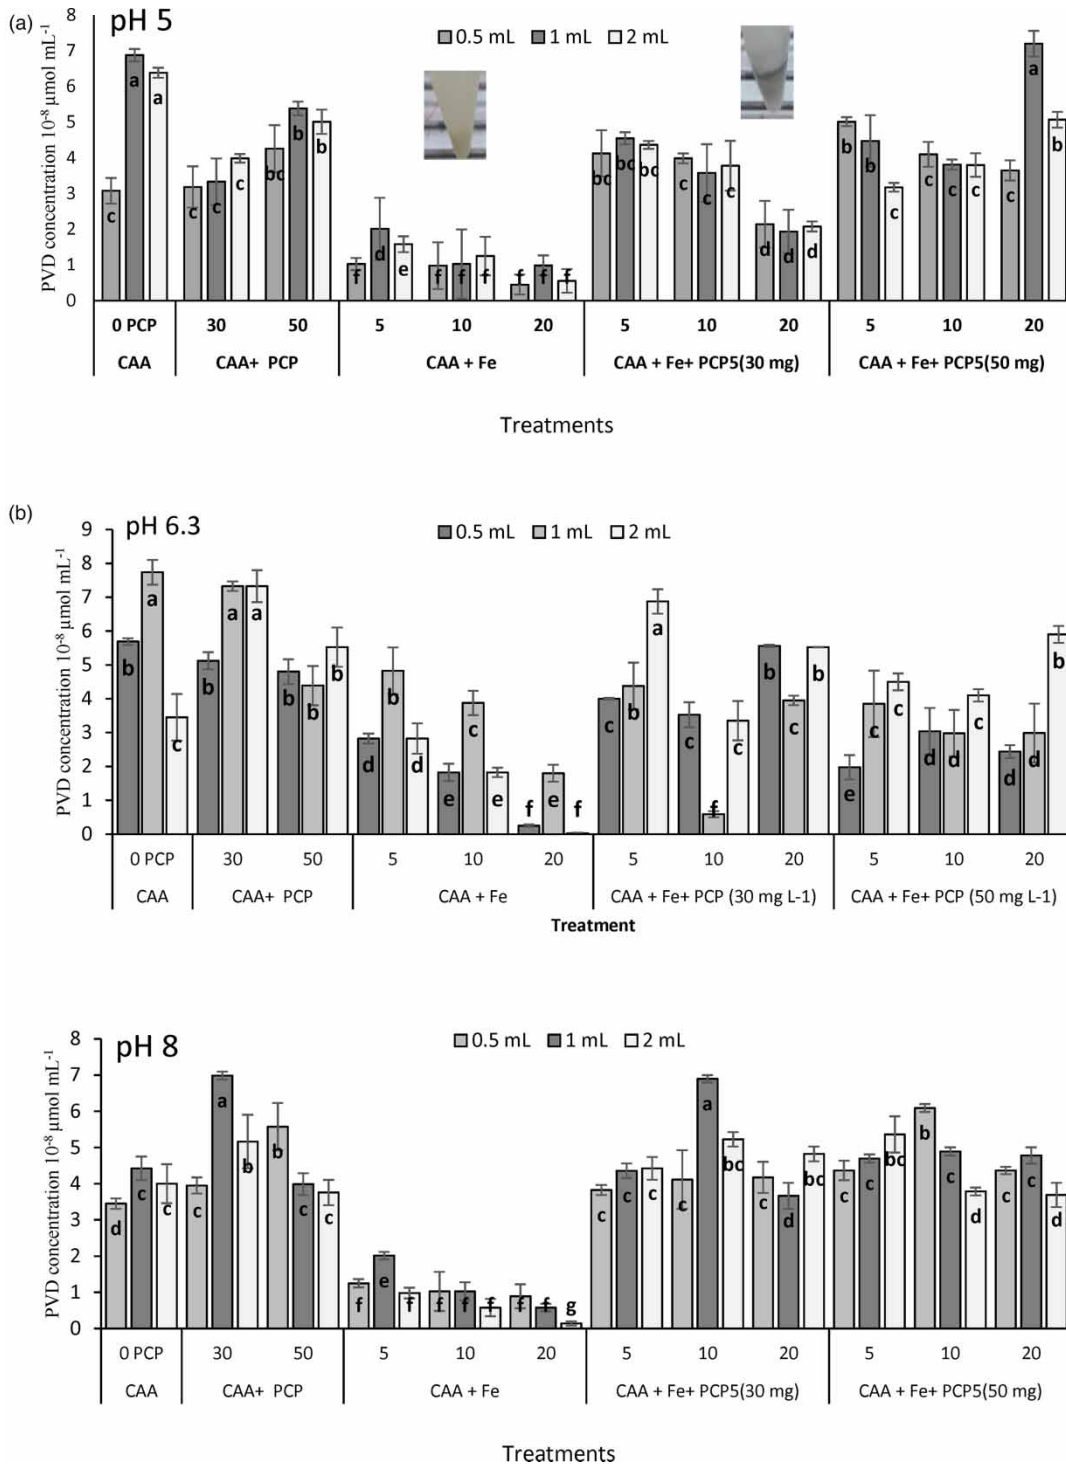 (a)
pH 5
0.5 mL 1 mL 2 mL
PVD concentration 10-8 μmol mL-1
8
7
6
5
4
3
2
1
0
c a a c c c bc b b f d e f f f f f f bc bc bc c c c d d d b b c c c c c a b
0 PCP 30 50 5 10 20 5 10 20 5 10 20
CAA CAA+ PCP CAA + Fe CAA + Fe+ PCP5(30 mg) CAA + Fe+ PCP5(50 mg)
Treatments
(b)
pH 6.3
0.5 mL 1 mL 2 mL
PVD concentration 10-8 μmol mL-1
9
8
7
6
5
4
3
2
1
0
b a c b a a b b b d b d e c e f e f c b a c f c b c b e c c d d c d d b
0 PCP 30 50 5 10 20 5 10 20 5 10 20
CAA CAA+ PCP CAA + Fe CAA + Fe+ PCP (30 mg L-1) CAA + Fe+ PCP (50 mg L-1)
Treatment
pH 8
0.5 mL 1 mL 2 mL
PVD concentration 10-8 μmol mL-1
8
7
6
5
4
3
2
1
0
d c c c a b b c c f e f f f f f f g c c c c a bc c d bc c c bc b c d c c d
0 PCP 30 50 5 10 20 5 10 20 5 10 20
CAA CAA+ PCP CAA + Fe CAA + Fe+ PCP5(30 mg) CAA + Fe+ PCP5(50 mg)
Treatments